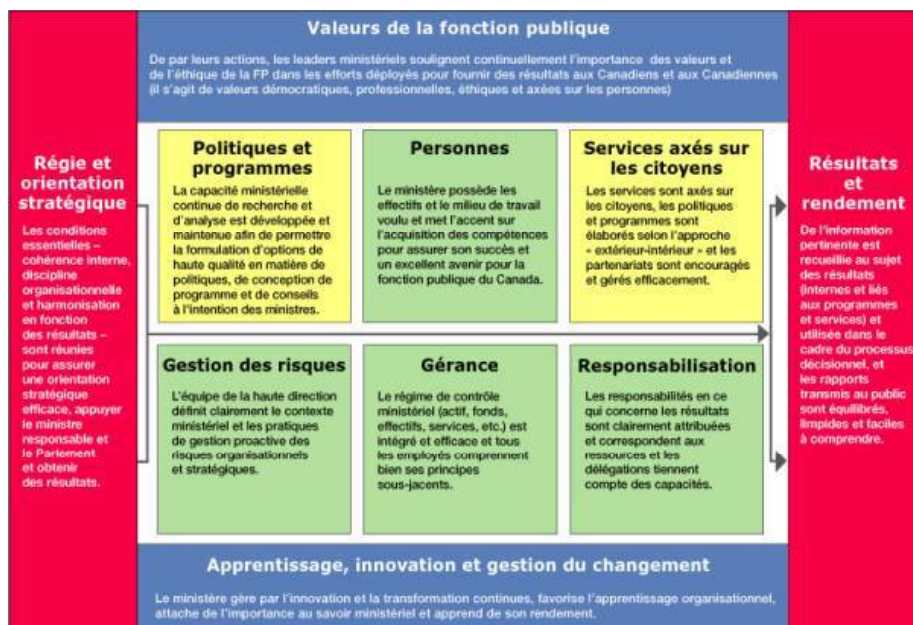 Valeurs de la fonction publique
De par leurs actions, les leaders ministériels soulignent continuellement l'importance des valeurs et
de l'éthique de la FP dans les efforts déployés pour fournir des résultats aux Canadiens et aux Canadiennes
(il s'agit de valeurs démocratiques, professionnelles, éthiques et axées sur les personnes)
Régie et
orientation
stratégique
Les conditions
essentielles –
cohérence interne,
discipline
organisationnelle
et harmonisation
en fonction
des résultats –
sont réunies
pour assurer
une orientation
stratégique
efficace, appuyer
le ministre
responsable et
le Parlement
et obtenir
des résultats.
Politiques et
programmes
La capacité ministérielle
continue de recherche et
d'analyse est développée et
maintenue afin de permettre
la formulation d'options de
haute qualité en matière de
politiques, de conception de
programme et de conseils
à l'intention des ministres.
Personnes
Le ministère possède les
effectifs et le milieu de travail
voulu et met l'accent sur
l'acquisition des compétences
pour assurer son succès et
un excellent avenir pour la
fonction publique du Canada.
Services axés sur
les citoyens
Les services sont axés sur
les citoyens, les politiques
et programmes sont
élaborés selon l'approche
« extérieur-intérieur » et les
partenariats sont encouragés
et gérés efficacement.
Gestion des risques
L'équipe de la haute direction
définit clairement le contexte
ministériel et les pratiques
de gestion proactive des
risques organisationnels
et stratégiques.
Gérance
Le régime de contrôle
ministériel (actif, fonds,
effectifs, services, etc.) est
intégré et efficace et tous
les employés comprennent
bien ses principes
sous-jacents.
Responsabilisation
Les responsabilités en ce
qui concerne les résultats
sont clairement attribuées
et correspondent aux
ressources et les
délégations tiennent
compte des capacités.
Résultats
et
rendement
De l'information
pertinente est
recueillie au sujet
des résultats
(internes et liés
aux programmes
et services) et
utilisée dans le
cadre du processus
décisionnel, et
les rapports
transmis au public
sont équilibrés,
limpides et faciles
à comprendre.
Apprentissage, innovation et gestion du changement
Le ministère gère par l'innovation et la transformation continues, favorise l'apprentissage organisationnel,
attache de l'importance au savoir ministériel et apprend de son rendement.